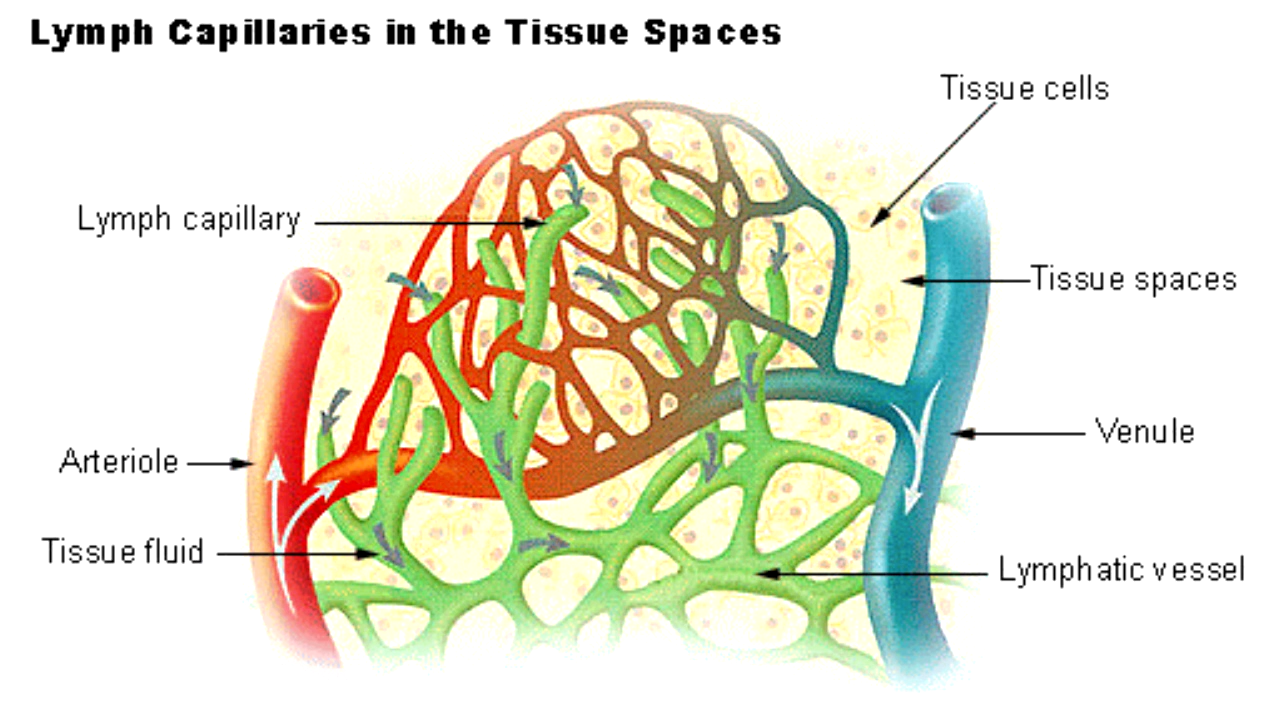 Lymph Capillaries in the Tissue Spaces
Tissue cells
Lymph capillary
Tissue spaces
Arteriole
Venule
Tissue fluid
Lymphatic vessel